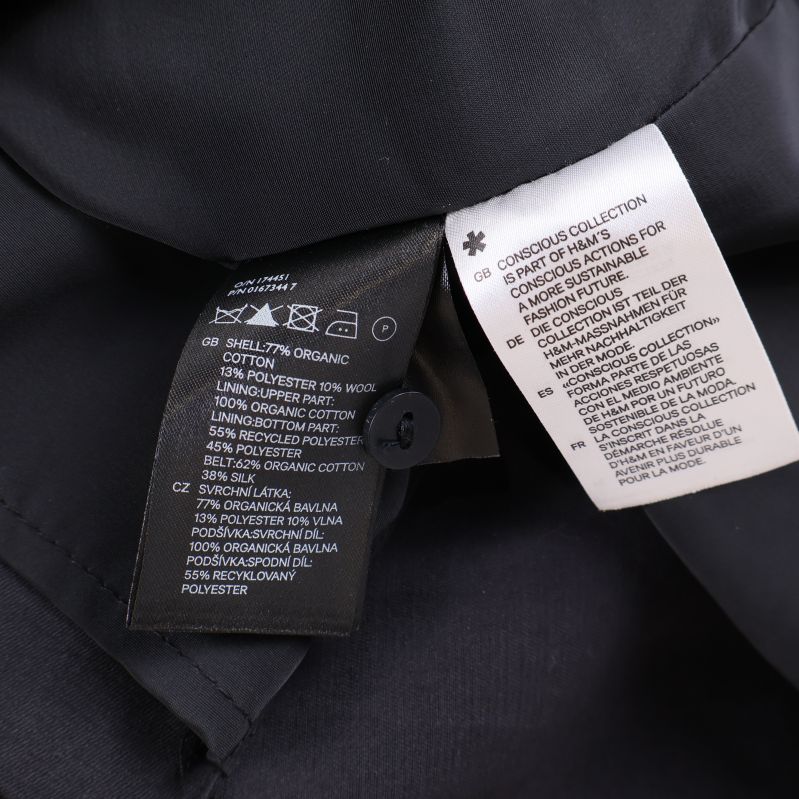 O/N 174451
P/N 01673447
P
GB SHELL:77% ORGANIC
COTTON
13% POLYESTER 10% WOOL
LINING:UPPER PART:
100% ORGANIC COTTON
LINING:BOTTOM PART:
55% RECYCLED POLYESTER
45% POLYESTER
BELT:62% ORGANIC COTTON
38% SILK
CZ SVRCHNÍ LÁTKA:
77% ORGANICKÁ BAVLNA
13% POLYESTER 10% VLNA
PODŠÍVKA:SVRCHNÍ DÍL:
100% ORGANICKÁ BAVLNA
PODŠÍVKA:SPODNÍ DÍL:
55% RECYKLOVANÝ
POLYESTER
GB CONSCIOUS COLLECTION
IS PART OF H&M'S
CONSCIOUS ACTIONS FOR
A MORE SUSTAINABLE
FASHION FUTURE.
DE DIE CONSCIOUS
COLLECTION IST TEIL DER
H&M-MASSNAHMEN FÜR
MEHR NACHHALTIGKEIT
IN DER MODE.
ES «CONSCIOUS COLLECTION»
FORMA PARTE DE LAS
ACCIONES RESPETUOSAS
CON EL MEDIO AMBIENTE
DE H&M POR UN FUTURO
SOSTENIBLE DE LA MODA.
FR LA CONSCIOUS COLLECTION
S'INSCRIT DANS LA
DÉMARCHE RÉSOLUE
D'H&M EN FAVEUR D'UN
AVENIR PLUS DURABLE
POUR LA MODE.